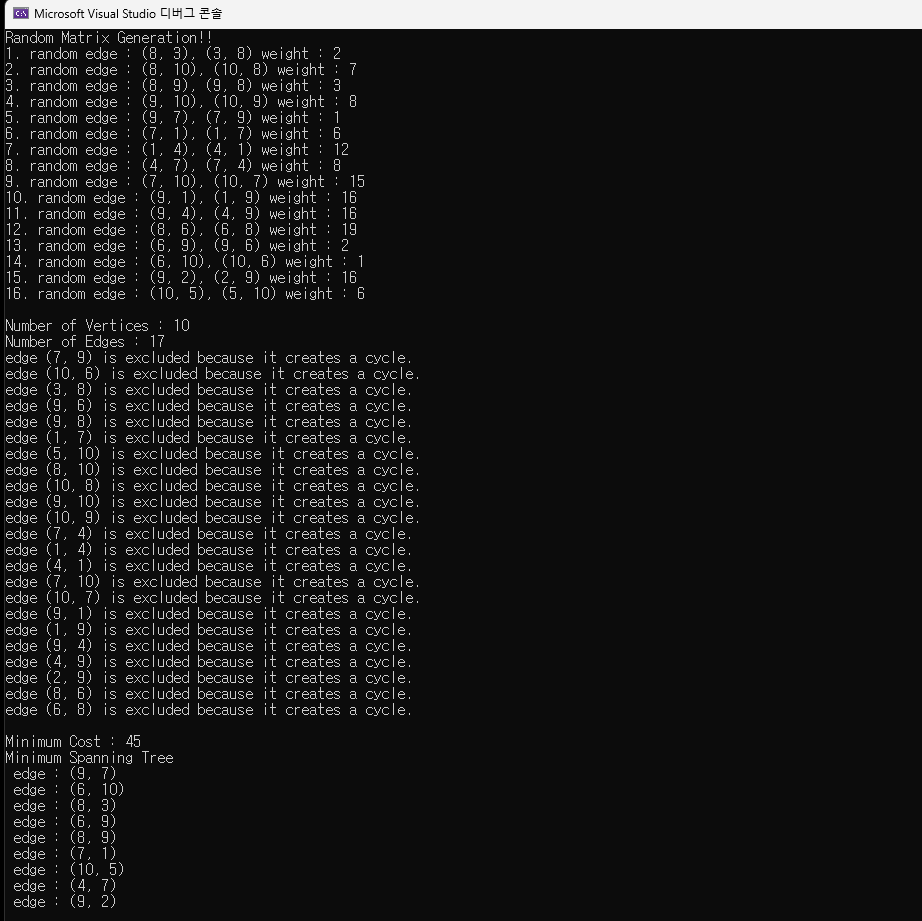 Microsoft Visual Studio 디버그 콘솔
Random Matrix Generation!!
1. random edge : (8, 3), (3, 8) weight : 2
2. random edge : (8, 10), (10, 8) weight : 7
3. random edge : (8, 9), (9, 8) weight : 3
4. random edge : (9, 10), (10, 9) weight : 8
5. random edge : (9, 7), (7, 9) weight : 1
6. random edge : (7, 1), (1, 7) weight : 6
7. random edge : (1, 4), (4, 1) weight : 12
8. random edge : (4, 7), (7, 4) weight : 8
9. random edge : (7, 10), (10, 7) weight : 15
10. random edge : (9, 1), (1, 9) weight : 16
11. random edge : (9, 4), (4, 9) weight : 16
12. random edge : (8, 6), (6, 8) weight : 19
13. random edge : (6, 9), (9, 6) weight : 2
14. random edge : (6, 10), (10, 6) weight : 1
15. random edge : (9, 2), (2, 9) weight : 16
16. random edge : (10, 5), (5, 10) weight : 6
Number of Vertices : 10
Number of Edges : 17
edge (7, 9) is excluded because it creates a cycle.
edge (10, 6) is excluded because it creates a cycle.
edge (3, 8) is excluded because it creates a cycle.
edge (9, 6) is excluded because it creates a cycle.
edge (9, 8) is excluded because it creates a cycle.
edge (1, 7) is excluded because it creates a cycle.
edge (5, 10) is excluded because it creates a cycle.
edge (8, 10) is excluded because it creates a cycle.
edge (10, 8) is excluded because it creates a cycle.
edge (9, 10) is excluded because it creates a cycle.
edge (10, 9) is excluded because it creates a cycle.
edge (7, 4) is excluded because it creates a cycle.
edge (1, 4) is excluded because it creates a cycle.
edge (4, 1) is excluded because it creates a cycle.
edge (7, 10) is excluded because it creates a cycle.
edge (10, 7) is excluded because it creates a cycle.
edge (9, 1) is excluded because it creates a cycle.
edge (1, 9) is excluded because it creates a cycle.
edge (9, 4) is excluded because it creates a cycle.
edge (4, 9) is excluded because it creates a cycle.
edge (2, 9) is excluded because it creates a cycle.
edge (8, 6) is excluded because it creates a cycle.
edge (6, 8) is excluded because it creates a cycle.
Minimum Cost : 45
Minimum Spanning Tree
edge : (9, 7)
edge : (6, 10)
edge : (8, 3)
edge : (6, 9)
edge : (8, 9)
edge : (7, 1)
edge : (10, 5)
edge : (4, 7)
edge : (9, 2)